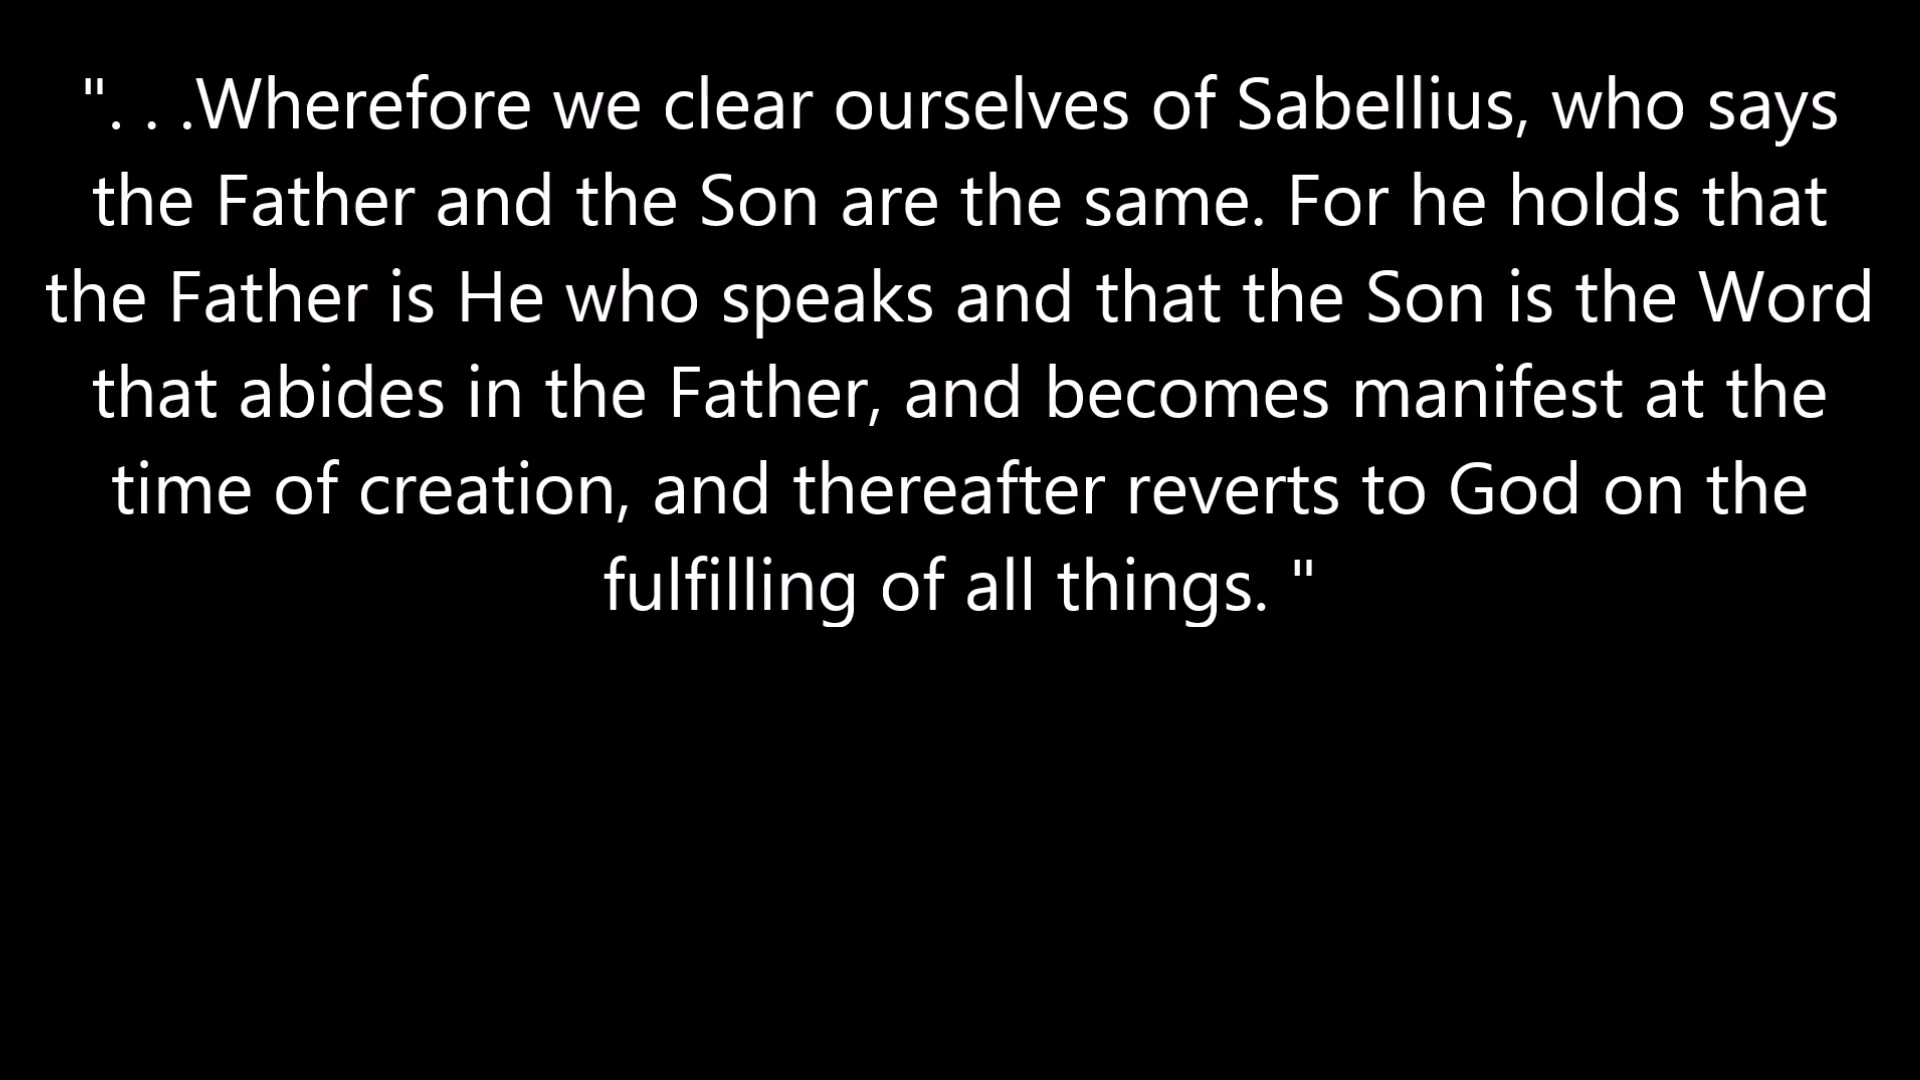 ". . .Wherefore we clear ourselves of Sabellius, who says
the Father and the Son are the same. For he holds that
the Father is He who speaks and that the Son is the Word
that abides in the Father, and becomes manifest at the
time of creation, and thereafter reverts to God on the
fulfilling of all things. "